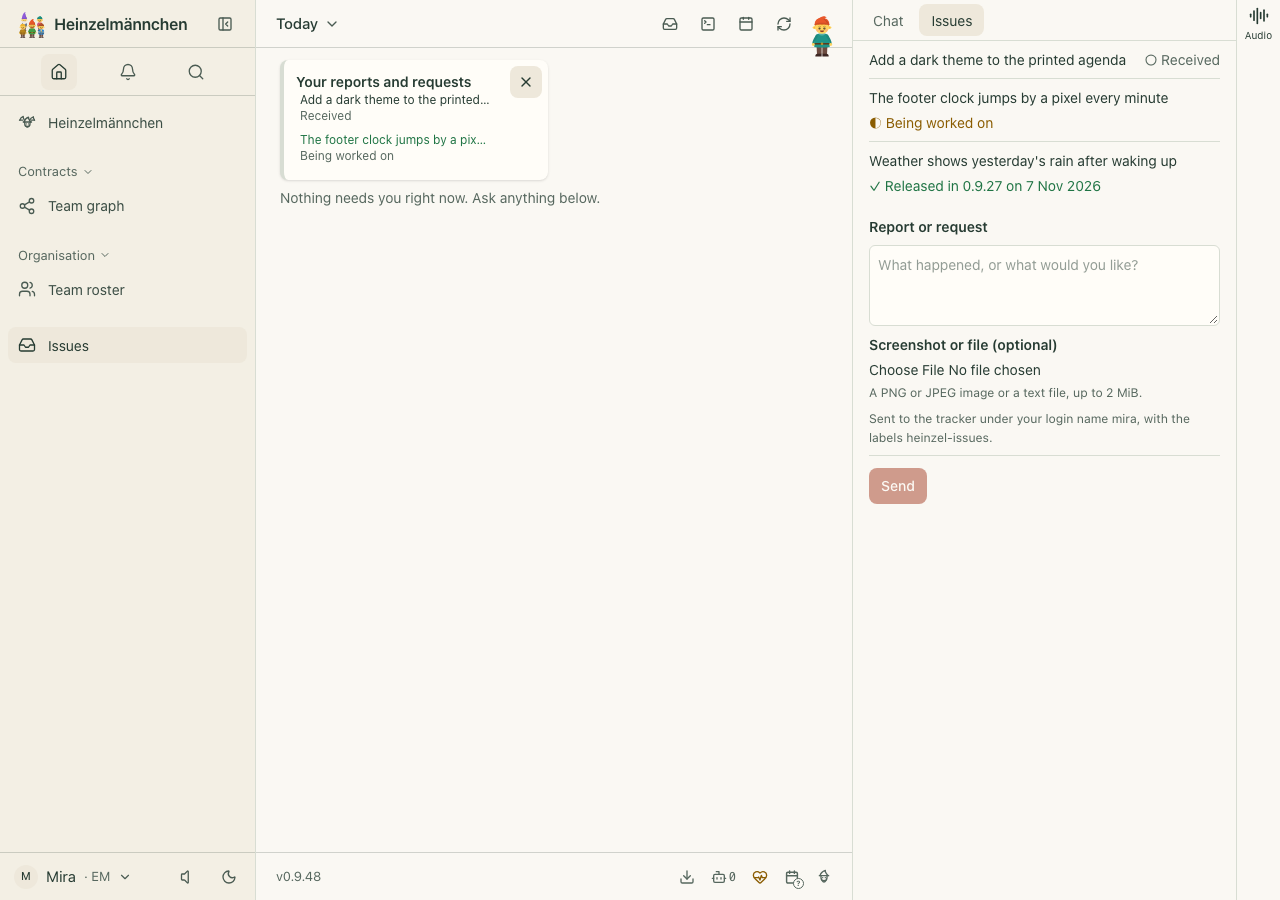 Heinzelmännchen
Heinzelmännchen
Contracts
Team graph
Organisation
Team roster
Issues
M Mira · EM
Today
Your reports and requests
Add a dark theme to the printed...
Received
The footer clock jumps by a pix...
Being worked on
Nothing needs you right now. Ask anything below.
v0.9.48
0
?
Chat Issues
Add a dark theme to the printed agenda Received
The footer clock jumps by a pixel every minute
Being worked on
Weather shows yesterday's rain after waking up
Released in 0.9.27 on 7 Nov 2026
Report or request
What happened, or what would you like?
Screenshot or file (optional)
Choose File No file chosen
A PNG or JPEG image or a text file, up to 2 MiB.
Sent to the tracker under your login name mira, with the
labels heinzel-issues.
Send
Audio